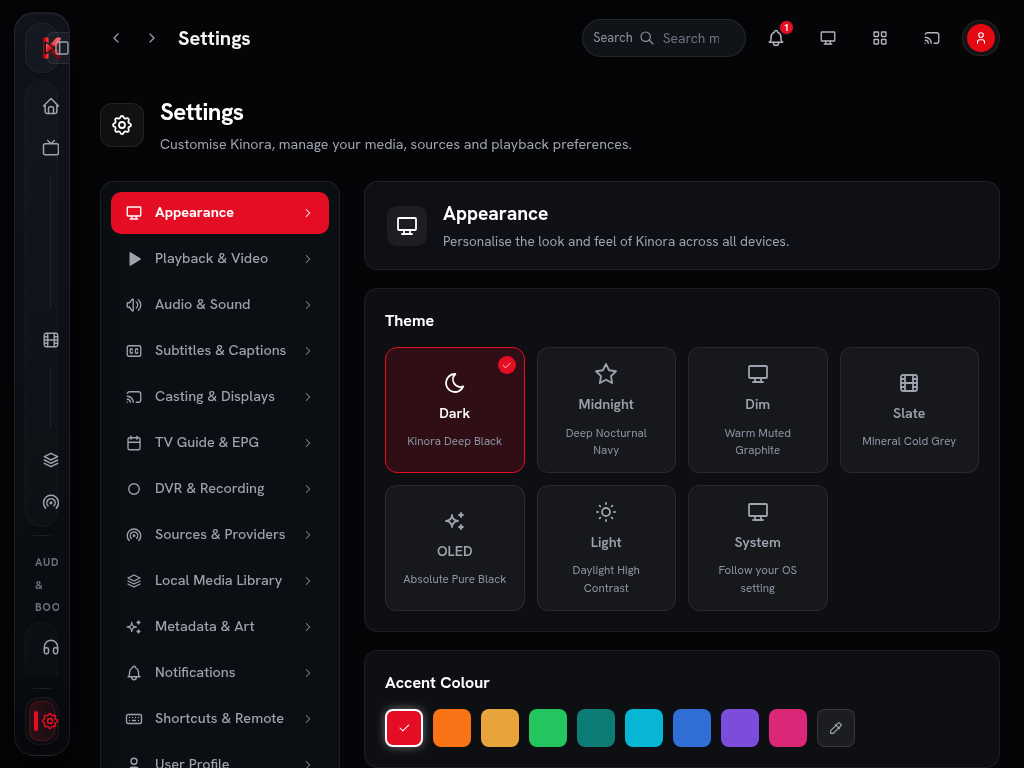 Settings
Search
Search m
1
Settings
Customise Kinora, manage your media, sources and playback preferences.
Appearance
Playback & Video
Audio & Sound
Subtitles & Captions
Casting & Displays
TV Guide & EPG
DVR & Recording
Sources & Providers
Local Media Library
Metadata & Art
Notifications
Shortcuts & Remote
User Profile
AUD
&
BOO
Appearance
Personalise the look and feel of Kinora across all devices.
Theme
Dark
Kinora Deep Black
Midnight
Deep Nocturnal
Navy
Dim
Warm Muted
Graphite
Slate
Mineral Cold Grey
OLED
Absolute Pure Black
Light
Daylight High
Contrast
System
Follow your OS
setting
Accent Colour